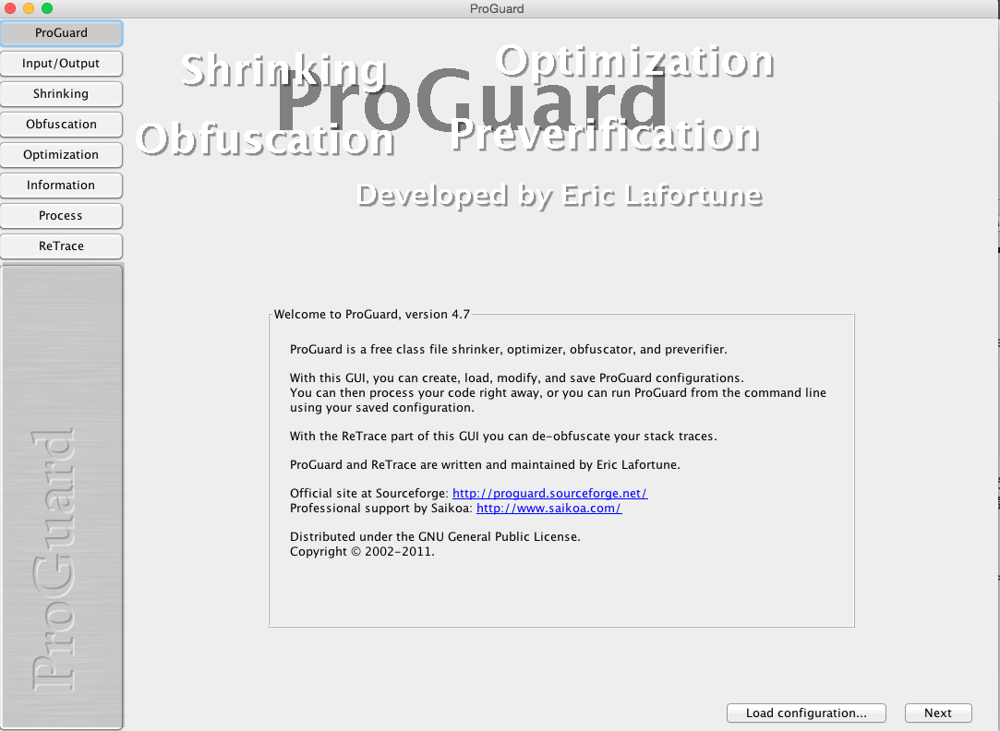 ProGuard
ProGuard
Input/Output
Shrinking
Obfuscation
Optimization
Information
Process
ReTrace
ProGuard
Shrinking
Optimization
ProGuard
Obfuscation
Preverification
Developed by Eric Lafortune
Welcome to ProGuard, version 4.7
ProGuard is a free class file shrinker, optimizer, obfuscator, and preverifier.
With this GUI, you can create, load, modify, and save ProGuard configurations.
You can then process your code right away, or you can run ProGuard from the command line
using your saved configuration.
With the ReTrace part of this GUI you can de-obfuscate your stack traces.
ProGuard and ReTrace are written and maintained by Eric Lafortune.
Official site at Sourceforge: http://proguard.sourceforge.net/
Professional support by Saikoa: http://www.saikoa.com/
Distributed under the GNU General Public License.
Copyright © 2002-2011.
Load configuration...
Next